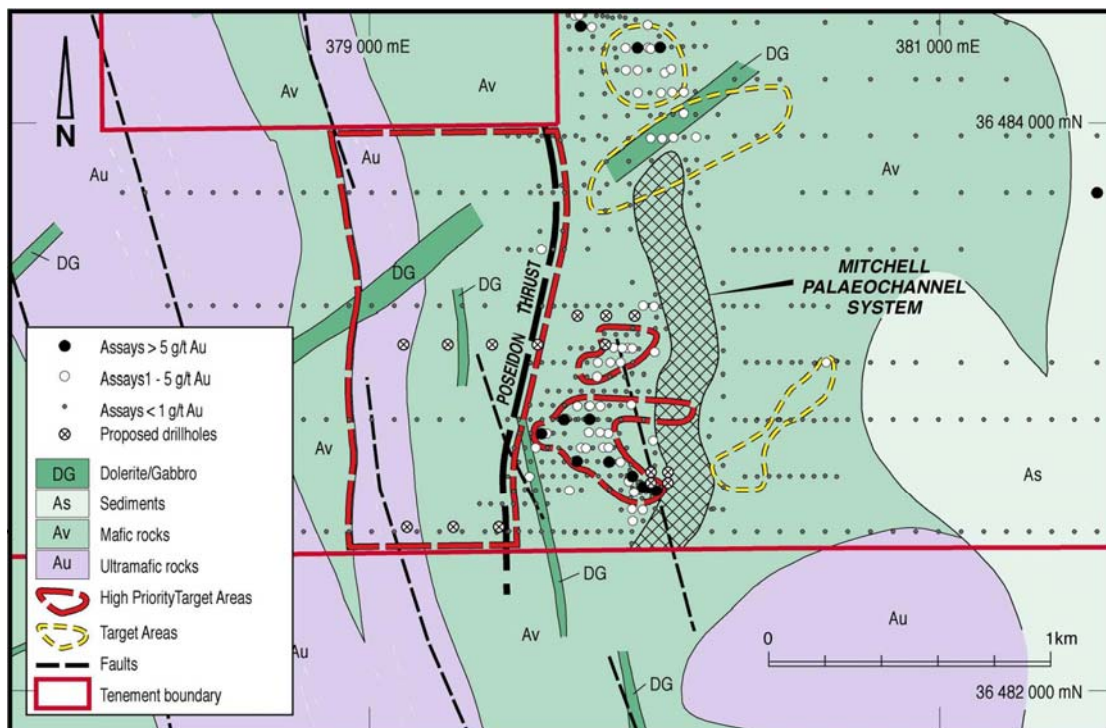 379 000 mE
381 000 mE
DG
Av
Av
N
36 484 000 mN
Au
Au
Av
DG
DG
DG
POSEIDON THRUST
MITCHELL
PALAEOCHANNEL
SYSTEM
Assays > 5 g/t Au
Assays1 - 5 g/t Au
Assays < 1 g/t Au
Proposed drillholes
DG Dolerite/Gabbro
As Sediments
Av Mafic rocks
Au Ultramafic rocks
High PriorityTarget Areas
Target Areas
Faults
Tenement boundary
Av
As
DG
Av
Au
Au
DG
0 1km
36 482 000 mN